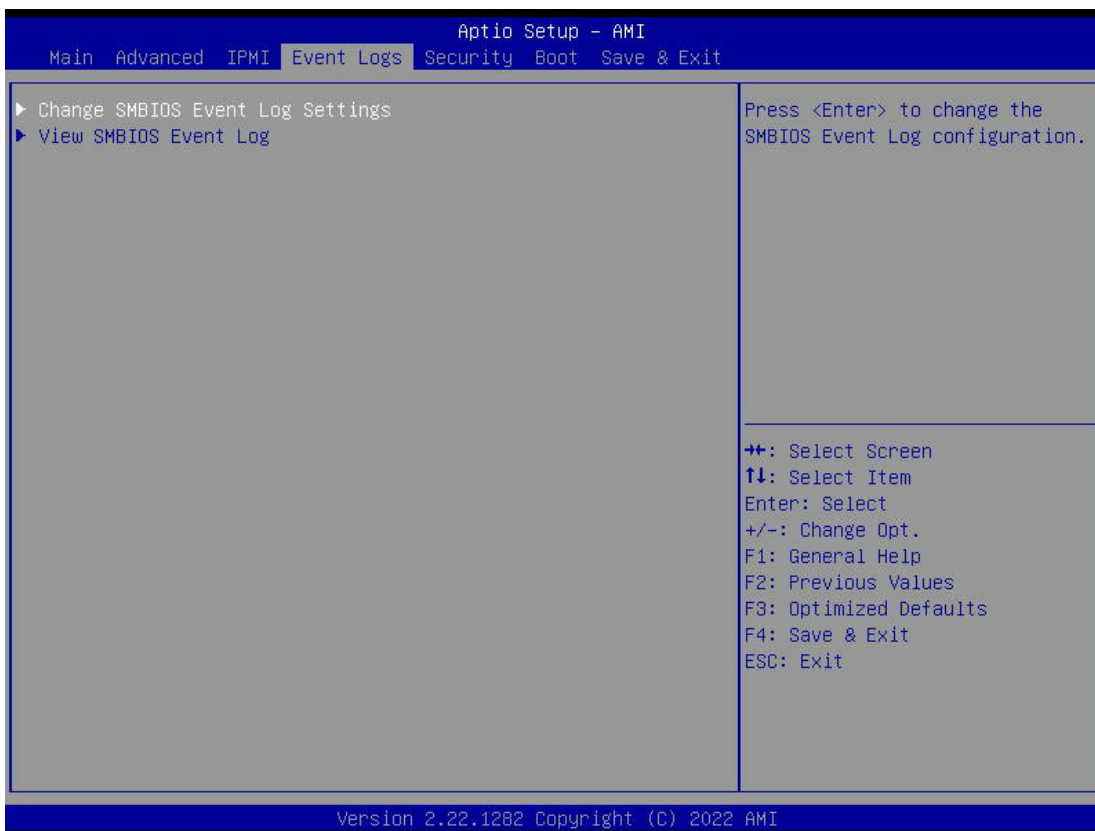 Aptio Setup – AMI
Main Advanced IPMI Event Logs Security Boot Save & Exit
▶ Change SMBIOS Event Log Settings
▶ View SMBIOS Event Log
Press <Enter> to change the
SMBIOS Event Log configuration.
→←: Select Screen
↑↓: Select Item
Enter: Select
+/-: Change Opt.
F1: General Help
F2: Previous Values
F3: Optimized Defaults
F4: Save & Exit
ESC: Exit
Version 2.22.1282 Copyright (C) 2022 AMI